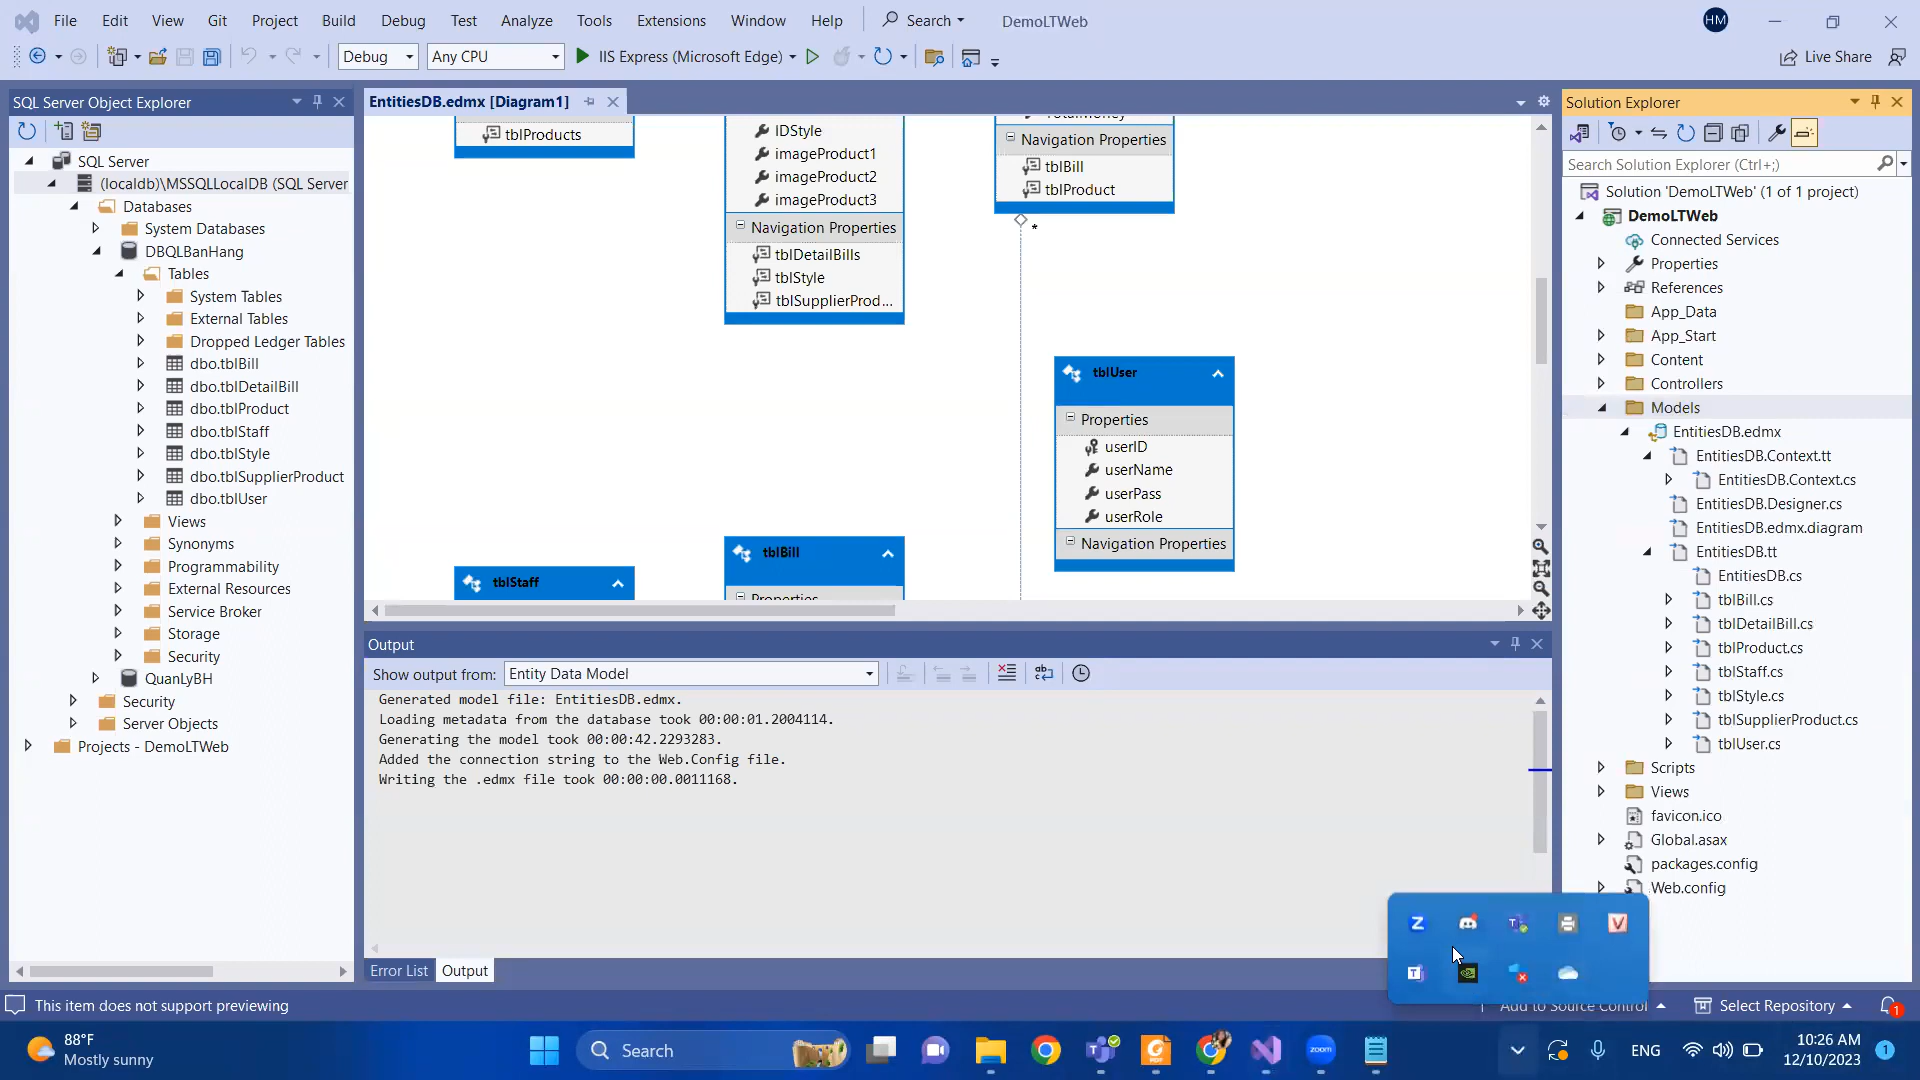 File Edit View Git Project Build Debug Test Analyze Tools Extensions Window Help Search DemoLTWeb HM
Debug Any CPU IIS Express (Microsoft Edge) Live Share
SQL Server Object Explorer
SQL Server
(localdb)\MSSQLLocalDB (SQL Server
Databases
System Databases
DBQLBanHang
Tables
System Tables
External Tables
Dropped Ledger Tables
dbo.tblBill
dbo.tblDetailBill
dbo.tblProduct
dbo.tblStaff
dbo.tblStyle
dbo.tblSupplierProduct
dbo.tblUser
Views
Synonyms
Programmability
External Resources
Service Broker
Storage
Security
QuanLyBH
Security
Server Objects
Projects - DemoLTWeb
EntitiesDB.edmx [Diagram1]
tblProducts
IDStyle
imageProduct1
imageProduct2
imageProduct3
Navigation Properties
tblDetailBills
tblStyle
tblSupplierProd...
TotalMoney
Navigation Properties
tblBill
tblProduct
*
tblUser
Properties
userID
userName
userPass
userRole
Navigation Properties
tblStaff
tblBill
Properties
Output
Show output from: Entity Data Model
Generated model file: EntitiesDB.edmx.
Loading metadata from the database took 00:00:01.2004114.
Generating the model took 00:00:42.2293283.
Added the connection string to the Web.Config file.
Writing the .edmx file took 00:00:00.0011168.
Error List Output
Solution Explorer
Search Solution Explorer (Ctrl+;)
Solution 'DemoLTWeb' (1 of 1 project)
DemoLTWeb
Connected Services
Properties
References
App_Data
App_Start
Content
Controllers
Models
EntitiesDB.edmx
EntitiesDB.Context.tt
EntitiesDB.Context.cs
EntitiesDB.Designer.cs
EntitiesDB.edmx.diagram
EntitiesDB.tt
EntitiesDB.cs
tblBill.cs
tblDetailBill.cs
tblProduct.cs
tblStaff.cs
tblStyle.cs
tblSupplierProduct.cs
tblUser.cs
Scripts
Views
favicon.ico
Global.asax
packages.config
Web.config
This item does not support previewing Add to Source Control Select Repository 1
88°F
Mostly sunny
Search
zoom
ENG
10:26 AM
12/10/2023
1